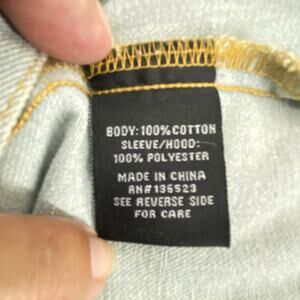 BODY: 100% COTTON
SLEEVE/HOOD:
100% POLYESTER
MADE IN CHINA
RN#136523
SEE REVERSE SIDE
FOR CARE